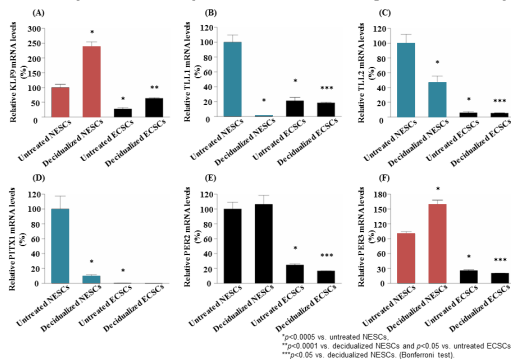 (A)
Relative KLF9 mRNA levels
(%)
300
250
200
150
100
50
0
*
*
**
Untreated NESCs
Decidualized NESCs
Untreated ECSCs
Decidualized ECSCs
(B)
Relative TLL1 mRNA levels
(%)
120
100
80
60
40
20
0
*
*
***
Untreated NESCs
Decidualized NESCs
Untreated ECSCs
Decidualized ECSCs
(C)
Relative TLL2 mRNA levels
(%)
120
100
80
60
40
20
0
*
*
***
Untreated NESCs
Decidualized NESCs
Untreated ECSCs
Decidualized ECSCs
(D)
Relative PITX1 mRNA levels
(%)
120
100
80
60
40
20
0
*
*
Untreated NESCs
Decidualized NESCs
Untreated ECSCs
Decidualized ECSCs
(E)
Relative PER2 mRNA levels
(%)
120
100
80
60
40
20
0
*
***
Untreated NESCs
Decidualized NESCs
Untreated ECSCs
Decidualized ECSCs
(F)
Relative PER3 mRNA levels
(%)
180
150
120
90
60
30
0
*
*
***
Untreated NESCs
Decidualized NESCs
Untreated ECSCs
Decidualized ECSCs
*p<0.0005 vs. untreated NESCs,
**p<0.0001 vs. decidualized NESCs and p<0.05 vs. untreated ECSCs
***p<0.05 vs. decidualized NESCs. (Bonferroni test).